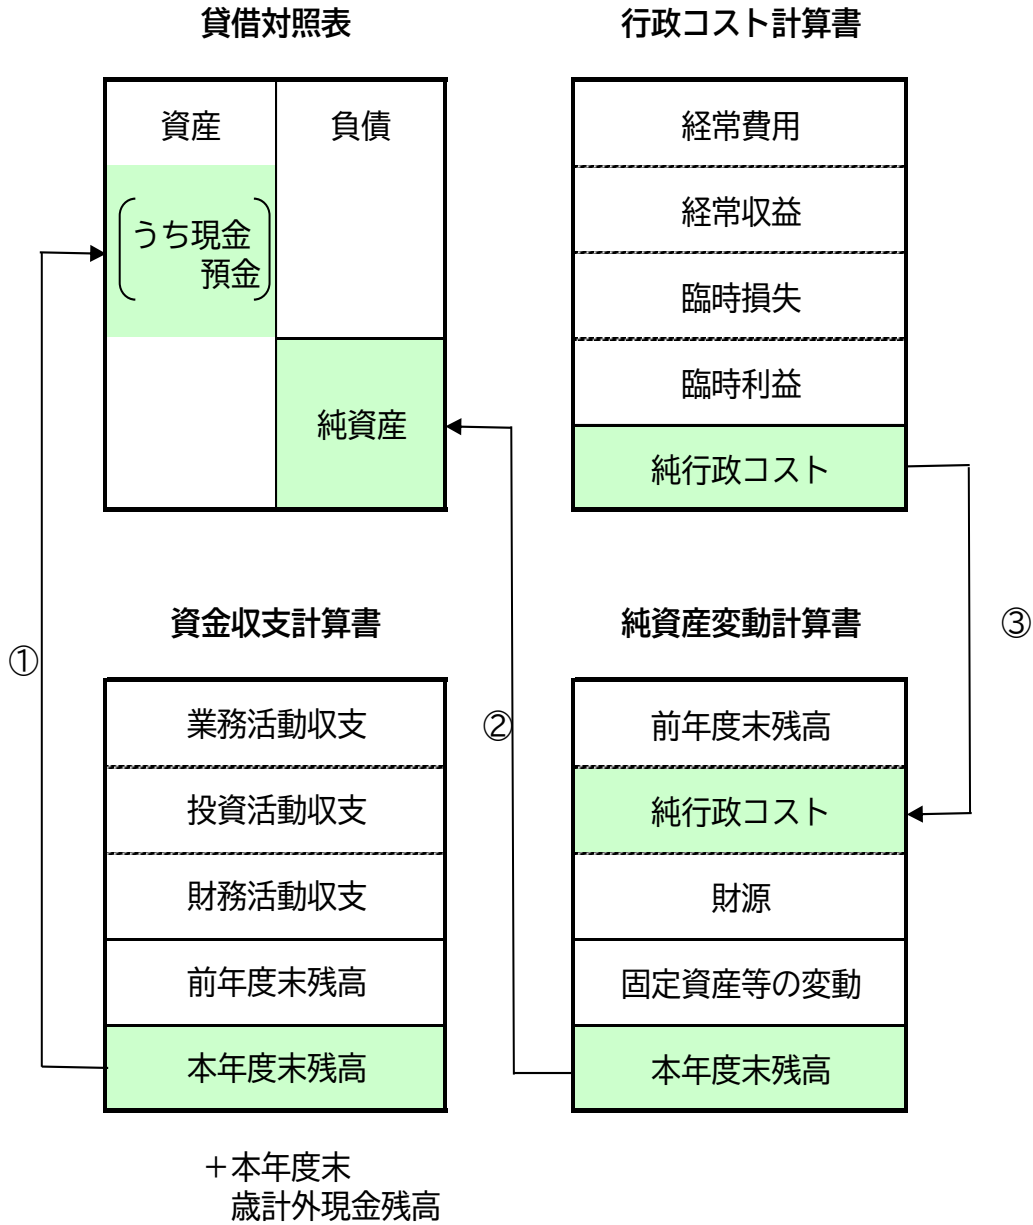 貸借対照表
資産
負債
うち現金
預金
純資産
行政コスト計算書
経常費用
経常収益
臨時損失
臨時利益
純行政コスト
①
②
③
資金収支計算書
業務活動収支
投資活動収支
財務活動収支
前年度末残高
本年度末残高
＋本年度末
歳計外現金残高
純資産変動計算書
前年度末残高
純行政コスト
財源
固定資産等の変動
本年度末残高